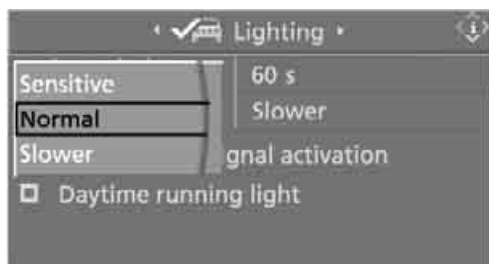 Lighting
Sensitive
60 s
Normal
Slower
Slower
gnal activation
Daytime running light